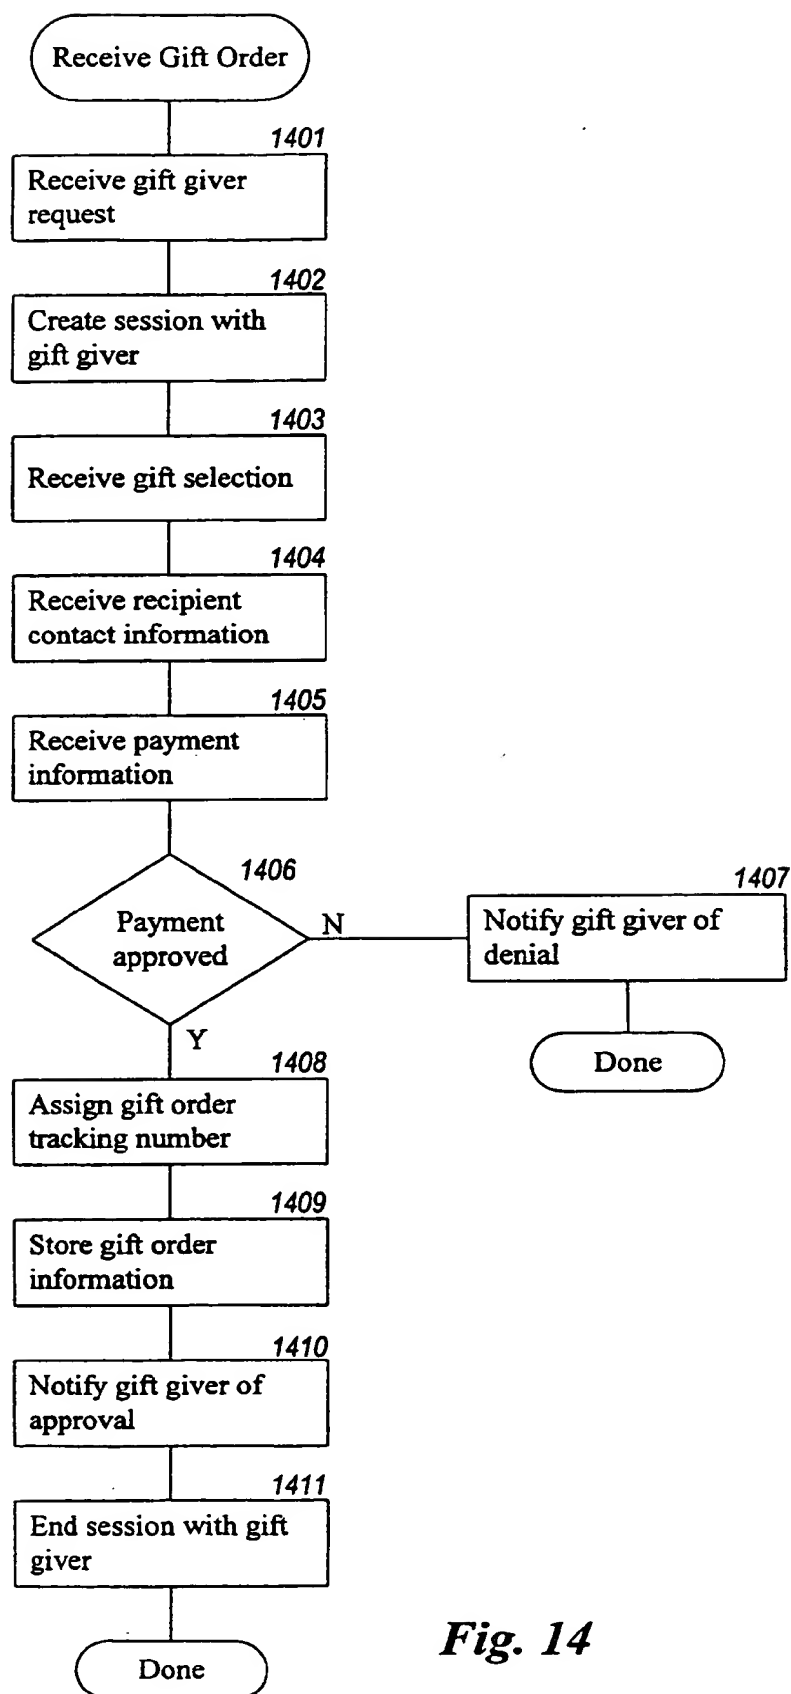 Receive Gift Order
1401
Receive gift giver
request
1402
Create session with
gift giver
1403
Receive gift selection
1404
Receive recipient
contact information
1405
Receive payment
information
1406
Payment
approved
N
1407
Notify gift giver of
denial
Done
Y
1408
Assign gift order
tracking number
1409
Store gift order
information
1410
Notify gift giver of
approval
1411
End session with gift
giver
Done
Fig. 14